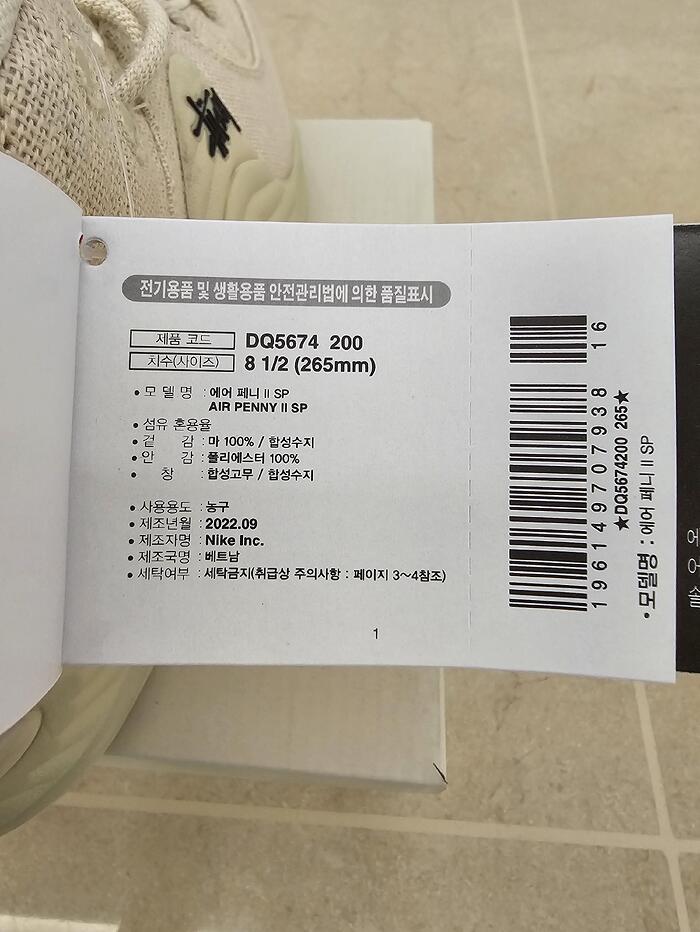 전기용품 및 생활용품 안전관리법에 의한 품질표시
제품 코드 DQ5674 200
치수(사이즈) 8 1/2 (265mm)
• 모 델 명 : 에어 페니 II SP
AIR PENNY II SP
• 섬유 혼용율
• 겉 감 : 마 100% / 합성수지
• 안 감 : 폴리에스터 100%
• 창 : 합성고무 / 합성수지
• 사용용도 : 농구
• 제조년월 : 2022.09
• 제조자명 : Nike Inc.
• 제조국명 : 베트남
• 세탁여부 : 세탁금지(취급상 주의사항 : 페이지 3~4참조)
1
196149707938 16
★DQ5674200 265★
• 모델명 : 에어 페니 II SP